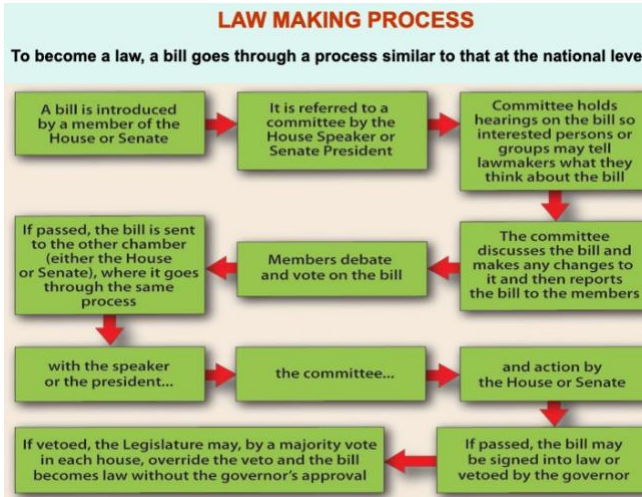 LAW MAKING PROCESS
To become a law, a bill goes through a process similar to that at the national leve
A bill is introduced
by a member of the
House or Senate
It is referred to a
committee by the
House Speaker or
Senate President
Committee holds
hearings on the bill so
interested persons or
groups may tell
lawmakers what they
think about the bill
The committee
discusses the bill and
makes any changes to
it and then reports
the bill to the members
Members debate
and vote on the bill
If passed, the bill is sent
to the other chamber
(either the House
or Senate), where it goes
through the same
process
with the speaker
or the president...
the committee...
and action by
the House or Senate
If passed, the bill may
be signed into law or
vetoed by the governor
If vetoed, the Legislature may, by a majority vote
in each house, override the veto and the bill
becomes law without the governor's approval